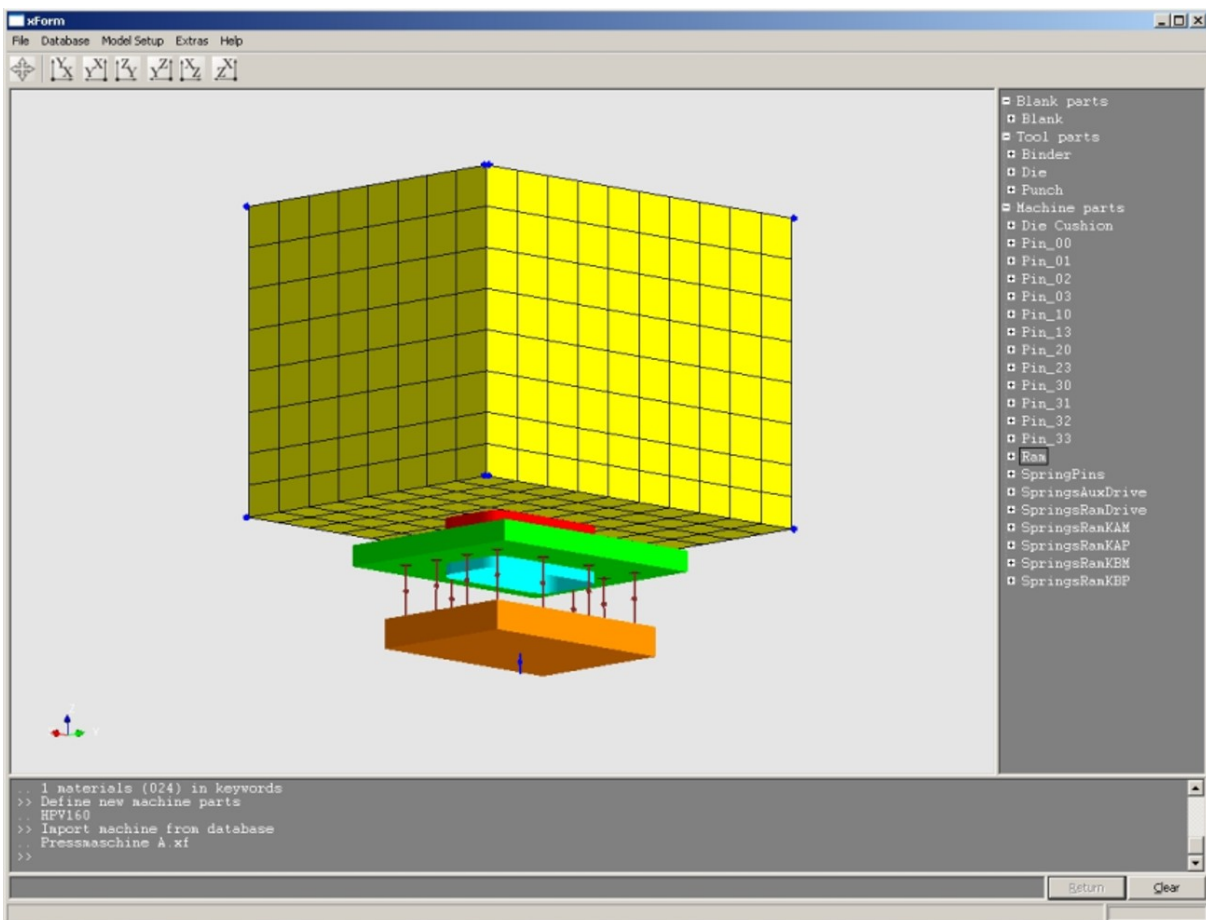 xForm
File Database Model Setup Extras Help
Y X Y X Z Y Y Z X Z Z X
Blank parts
Blank
Tool parts
Binder
Die
Punch
Machine parts
Die Cushion
Pin_00
Pin_01
Pin_02
Pin_03
Pin_10
Pin_13
Pin_20
Pin_23
Pin_30
Pin_31
Pin_32
Pin_33
Ram
SpringPins
SpringsAuxDrive
SpringsRamDrive
SpringsRamKAM
SpringsRamKAP
SpringsRamKBM
SpringsRamKBP
.. 1 materials (024) in keywords
>> Define new machine parts
.. HPV160
>> Import machine from database
.. Pressmaschine A.xf
>>
Return Clear